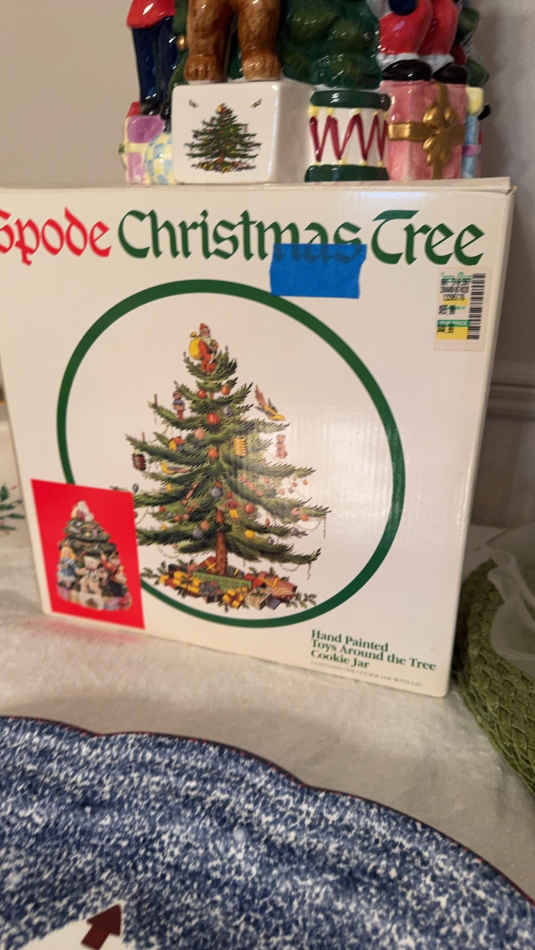 Spode Christmas Tree
Hand Painted
Toys Around the Tree
Cookie Jar